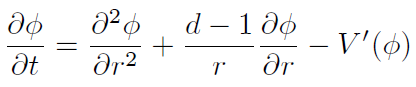 ∂ϕ/∂t = ∂²ϕ/∂r² + (d − 1)/r ∂ϕ/∂r − V′(ϕ)